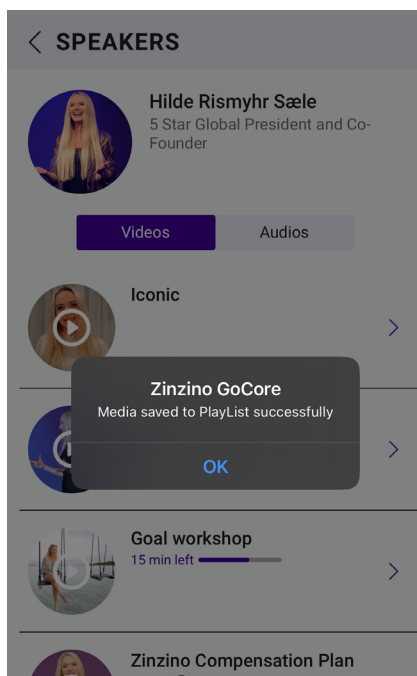 SPEAKERS
Hilde Rismyhr Sæle
5 Star Global President and Co-
Founder
Videos
Audios
Iconic
Zinzino GoCore
Media saved to PlayList successfully
OK
Goal workshop
15 min left
Zinzino Compensation Plan